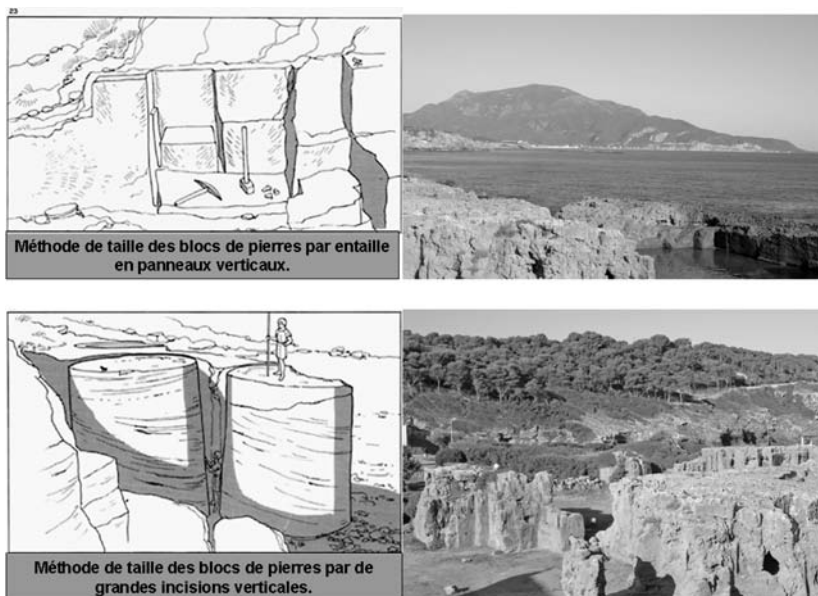 23
Méthode de taille des blocs de pierres par entaille
en panneaux verticaux.
Méthode de taille des blocs de pierres par de
grandes incisions verticales.